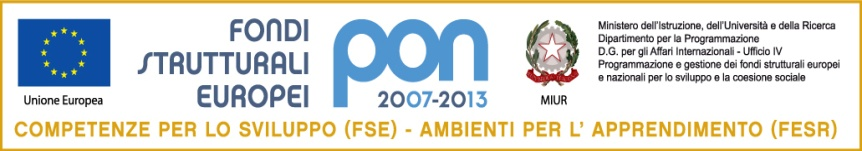 Unione Europea
FONDI
STRUTTURALI
EUROPEI
pon
2007-2013
MIUR
Ministero dell'Istruzione, dell'Università e della Ricerca
Dipartimento per la Programmazione
D.G. per gli Affari Internazionali - Ufficio IV
Programmazione e gestione dei fondi strutturali europei
e nazionali per lo sviluppo e la coesione sociale
COMPETENZE PER LO SVILUPPO (FSE) - AMBIENTI PER L' APPRENDIMENTO (FESR)